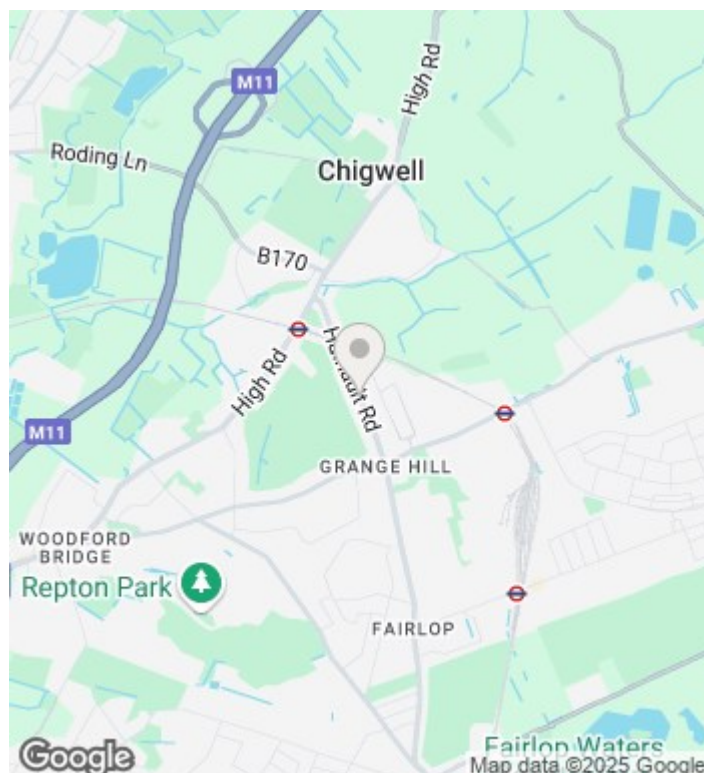 M11
High Rd
Roding Ln
Chigwell
B170
Hainault Rd
High Rd
M11
GRANGE HILL
WOODFORD
BRIDGE
Repton Park
FAIRLOP
Fairlop Waters
Google
Map data ©2025 Google